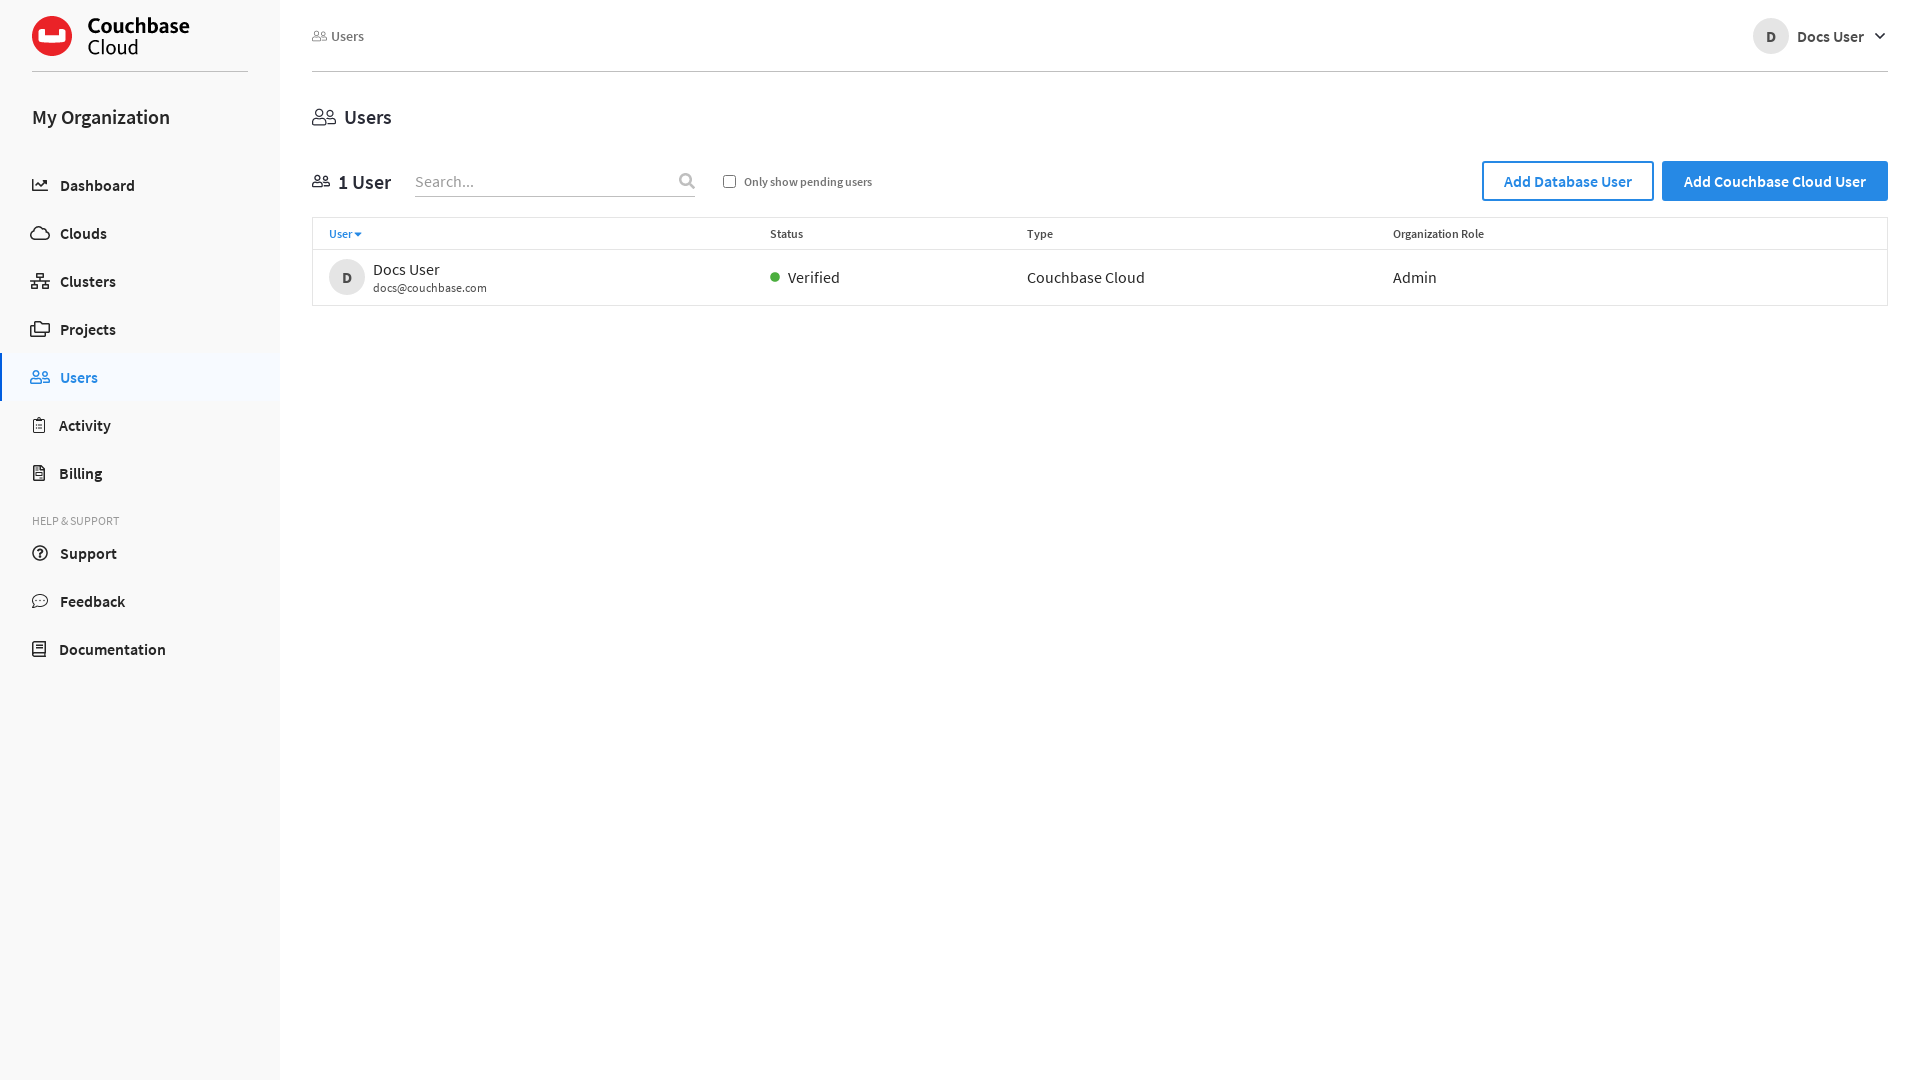 Couchbase
Cloud
Users
D Docs User
My Organization
Users
Dashboard
Clouds
Clusters
Projects
Users
Activity
Billing
HELP & SUPPORT
Support
Feedback
Documentation
1 User
Search...
Only show pending users
Add Database User
Add Couchbase Cloud User
User Status Type Organization Role
D Docs User Verified Couchbase Cloud Admin
docs@couchbase.com